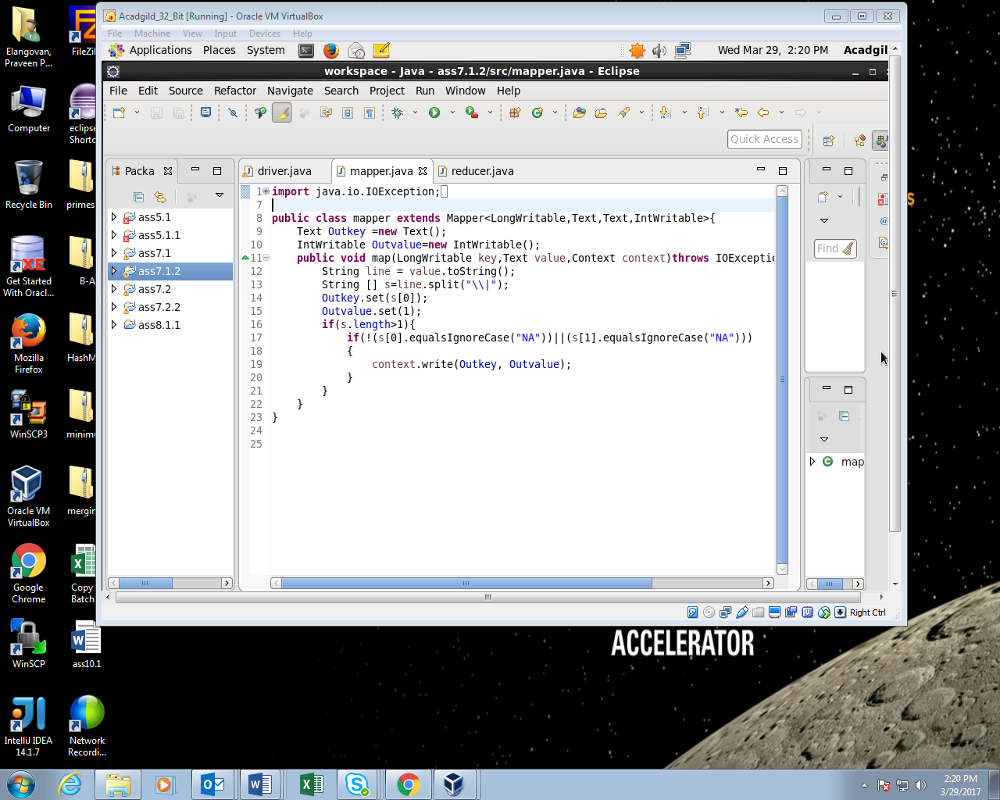 Acadgild_32_Bit [Running] - Oracle VM VirtualBox
File Machine View Input Devices Help
Applications Places System
Wed Mar 29, 2:20 PM Acadgil
workspace - Java - ass7.1.2/src/mapper.java - Eclipse
File Edit Source Refactor Navigate Search Project Run Window Help
Quick Access
Packa
driver.java
mapper.java
reducer.java
ass5.1
ass5.1.1
ass7.1
ass7.1.2
ass7.2
ass7.2.2
ass8.1.1
1 import java.io.IOException;
7
8 public class mapper extends Mapper<LongWritable,Text,Text,IntWritable>{
9 Text Outkey =new Text();
10 IntWritable Outvalue=new IntWritable();
11 public void map(LongWritable key,Text value,Context context)throws IOExceptio
12 String line = value.toString();
13 String [] s=line.split("\\|");
14 Outkey.set(s[0]);
15 Outvalue.set(1);
16 if(s.length>1){
17 if(!(s[0].equalsIgnoreCase("NA"))||(s[1].equalsIgnoreCase("NA")))
18 {
19 context.write(Outkey, Outvalue);
20 }
21 }
22 }
23 }
24
25
Find
map
Right Ctrl
Elangovan,
Praveen P...
FileZil
Computer
eclipse
Shortc
Recycle Bin
primes
Get Started
With Oracl...
B-A
Mozilla
Firefox
HashM
WinSCP3
minimu
Oracle VM
VirtualBox
mergin
Google
Chrome
Copy
Batch
WinSCP
ass10.1
IntelliJ IDEA
14.1.7
Network
Recordi...
ACCELERATOR
2:20 PM
3/29/2017